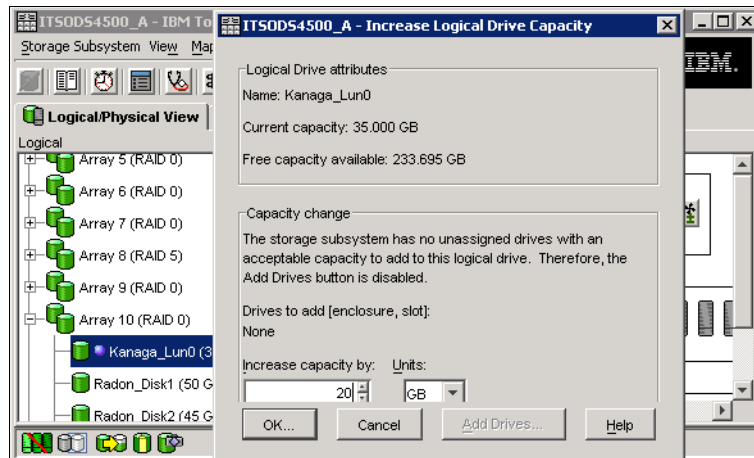 ITSODS4500_A - IBM To
Storage Subsystem View Map
IBM.
Logical/Physical View
Logical
Array 5 (RAID 0)
Array 6 (RAID 0)
Array 7 (RAID 0)
Array 8 (RAID 5)
Array 9 (RAID 0)
Array 10 (RAID 0)
Kanaga_Lun0 (3
Radon_Disk1 (50 G
Radon_Disk2 (45 G
ITSODS4500_A - Increase Logical Drive Capacity
Logical Drive attributes
Name: Kanaga_Lun0
Current capacity: 35.000 GB
Free capacity available: 233.695 GB
Capacity change
The storage subsystem has no unassigned drives with an
acceptable capacity to add to this logical drive. Therefore, the
Add Drives button is disabled.
Drives to add [enclosure, slot]:
None
Increase capacity by: Units:
20 GB
OK... Cancel Add Drives... Help